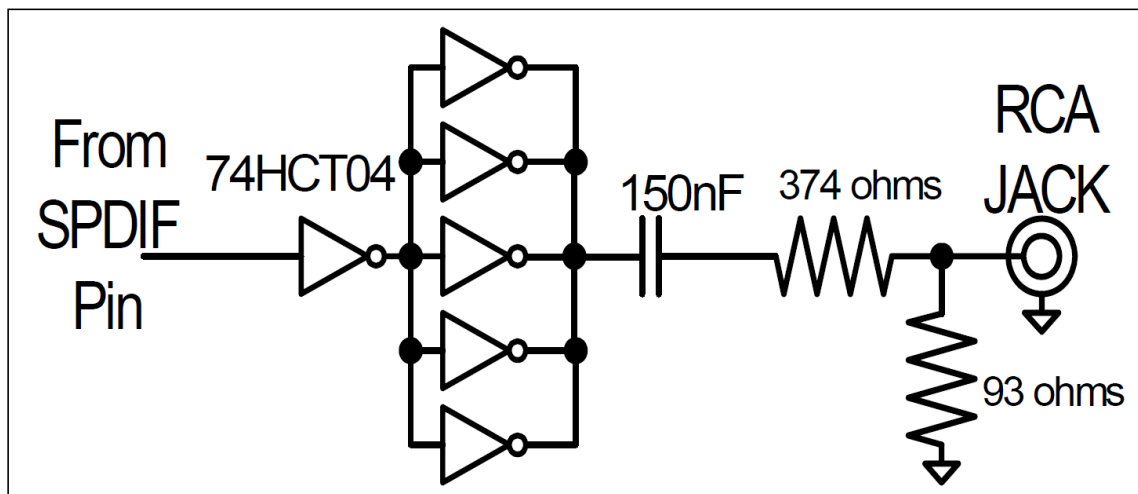 From
SPDIF
Pin
74HCT04
150nF
374 ohms
RCA
JACK
93 ohms